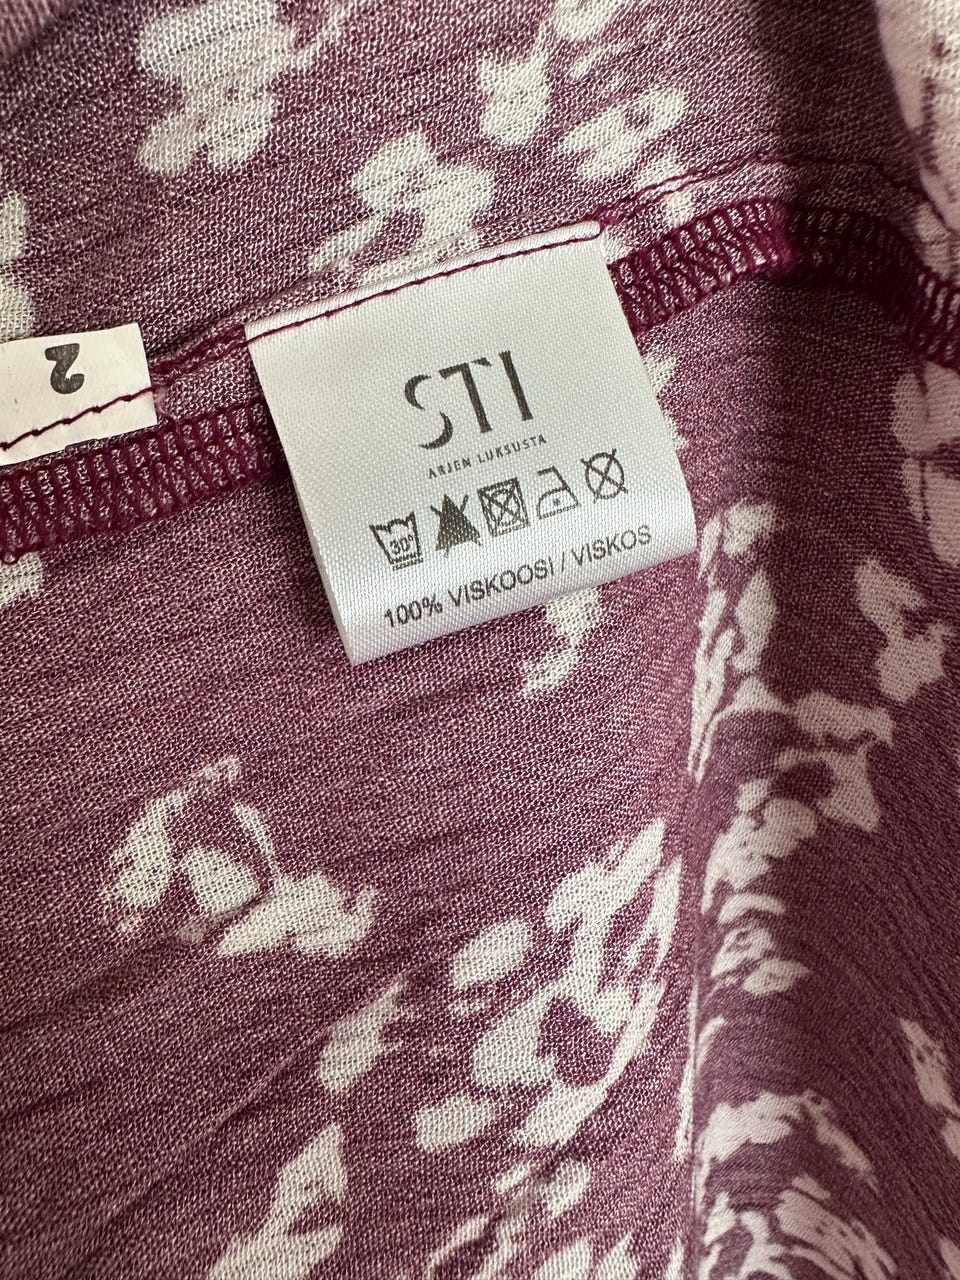 2
STI
ARJEN LUKSUSTA
30°
100% VISKOOSI / VISKOS